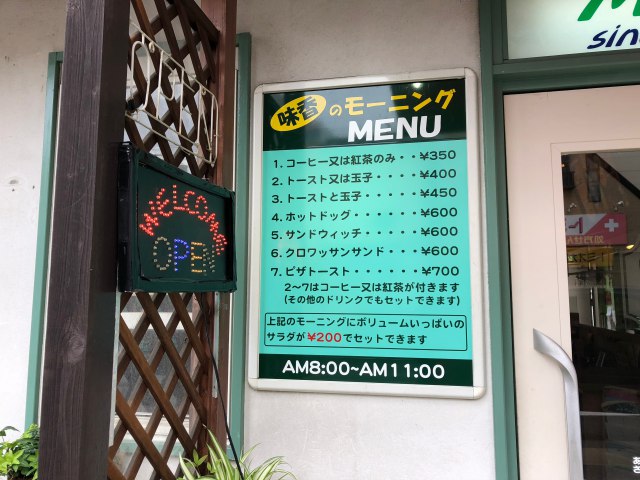 味香のモーニング
MENU
1. コーヒー又は紅茶のみ・・¥350
2. トースト又は玉子・・・・・¥400
3. トーストと玉子・・・・・・¥450
4. ホットドッグ・・・・・・・¥600
5. サンドウィッチ・・・・・・¥600
6. クロワッサンサンド・・・・¥600
7. ピザトースト・・・・・・・¥700
2〜7はコーヒー又は紅茶が付きます
(その他のドリンクでもセットできます)
上記のモーニングにボリュームいっぱいの
サラダが¥200でセットできます
AM8:00~AM11:00
WELCOME
OPEN